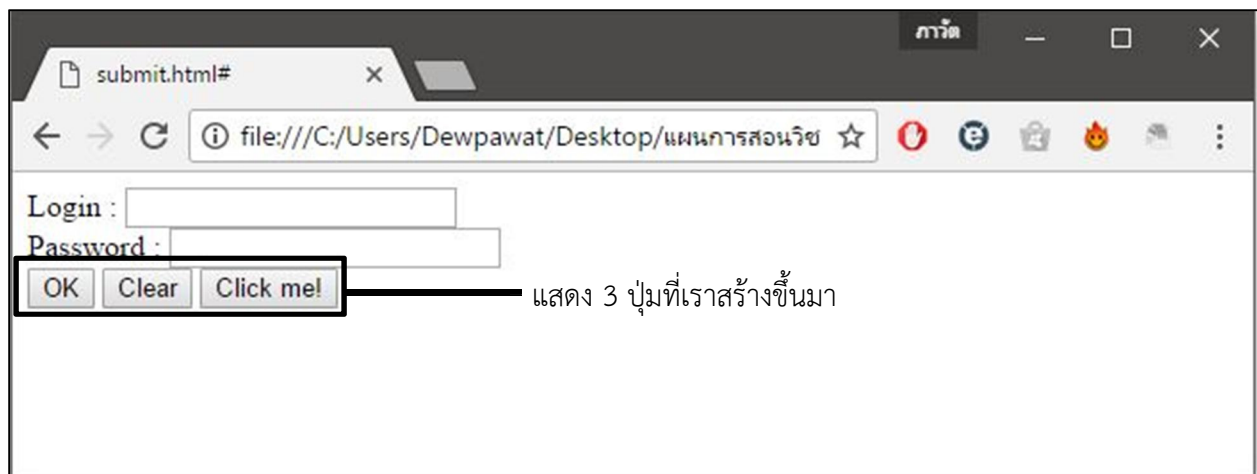 ภาวัต
submit.html#
file:///C:/Users/Dewpawat/Desktop/แผนการสอนวิช
Login :
Password :
OK Clear Click me!
แสดง 3 ปุ่มที่เราสร้างขึ้นมา